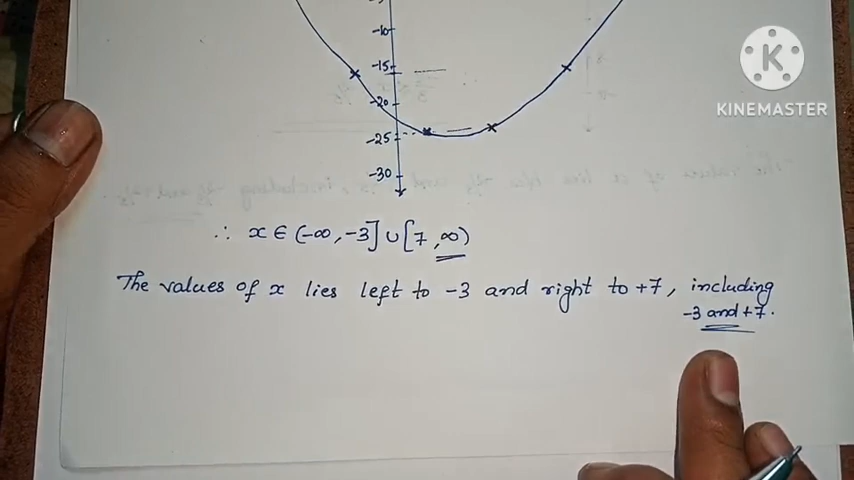 -10
-15
-20
-25
-30
∴ x ∈ (-∞, -3] ∪ [7, ∞)
The values of x lies left to -3 and right to +7, including
-3 and +7.
K
KINEMASTER